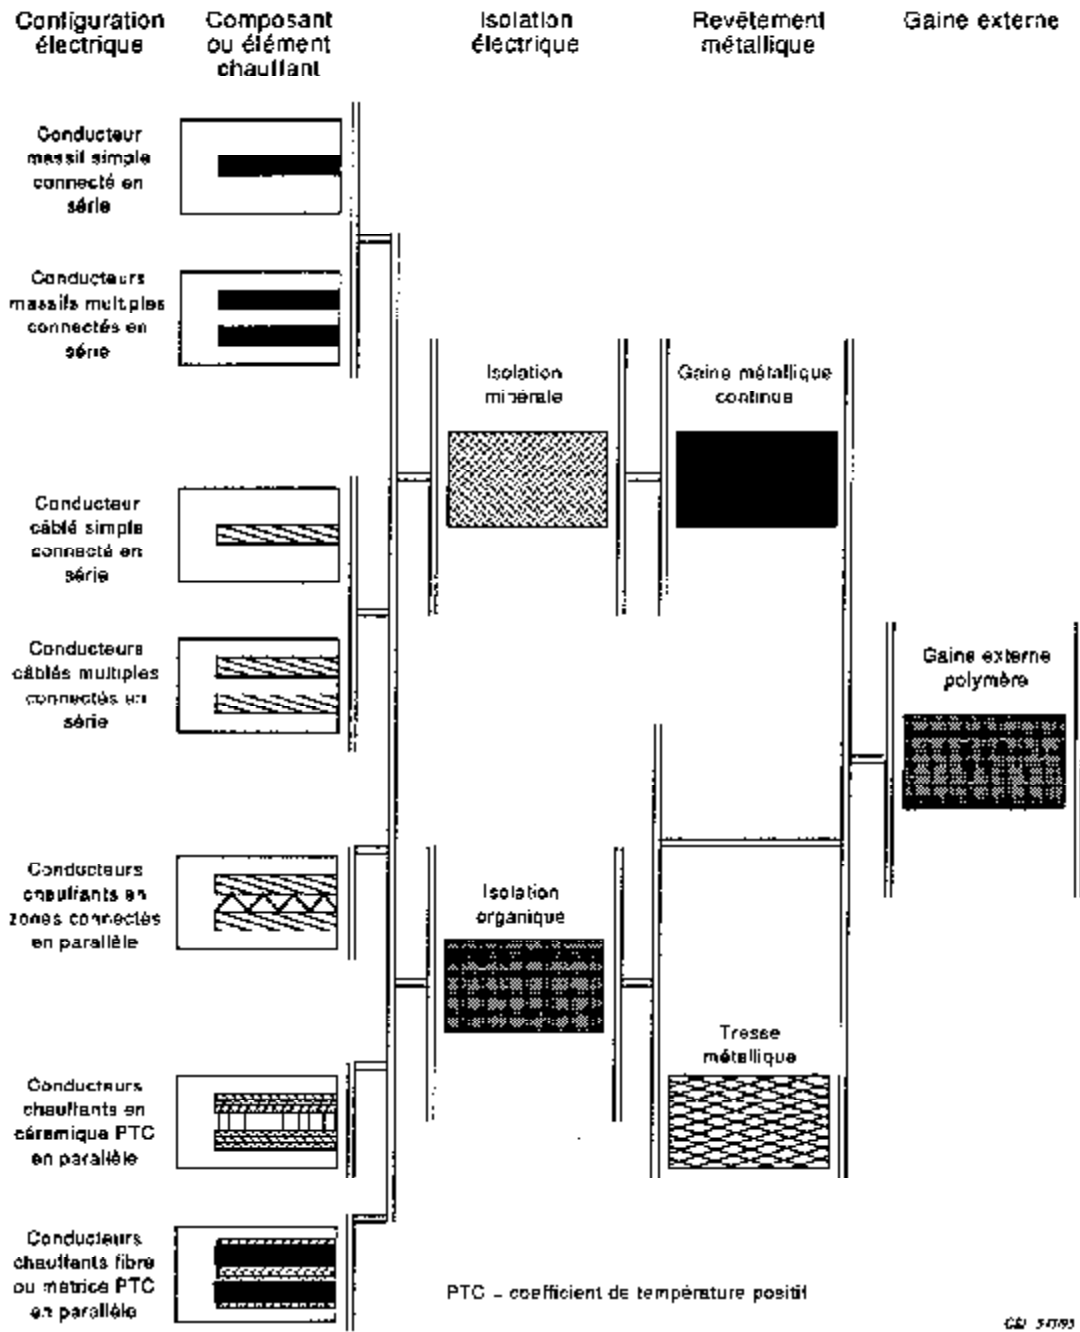 Configuration
électrique
Composant
ou élément
chauffant
Isolation
électrique
Revêtement
métallique
Gaine externe
Conducteur
massif simple
connecté en
série
Conducteurs
massifs multiples
connectés en
série
Isolation
minérale
Gaine métallique
continue
Conducteur
câblé simple
connecté en
série
Conducteurs
câblés multiples
connectés en
série
Gaine externe
polymère
Conducteurs
chauffants en
zones connectés
en parallèle
Isolation
organique
Tresse
métallique
Conducteurs
chauffants en
céramique PTC
en parallèle
Conducteurs
chauffants fibre
ou matrice PTC
en parallèle
PTC – coefficient de température positif
CEI